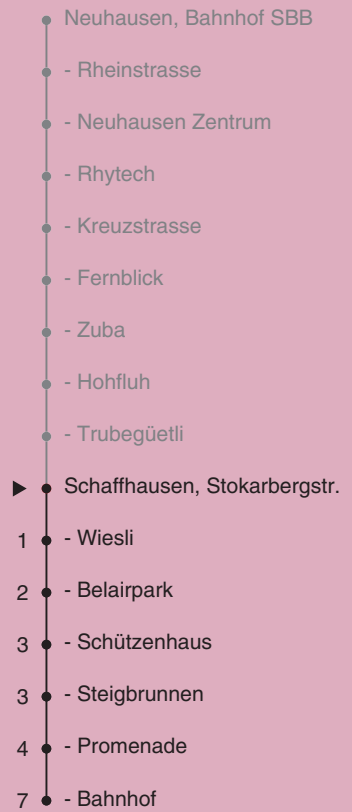 Neuhausen, Bahnhof SBB
- Rheinstrasse
- Neuhausen Zentrum
- Rhytech
- Kreuzstrasse
- Fernblick
- Zuba
- Hohfluh
- Trubegüetli
Schaffhausen, Stokarbergstr.
1 - Wiesli
2 - Belairpark
3 - Schützenhaus
3 - Steigbrunnen
4 - Promenade
7 - Bahnhof